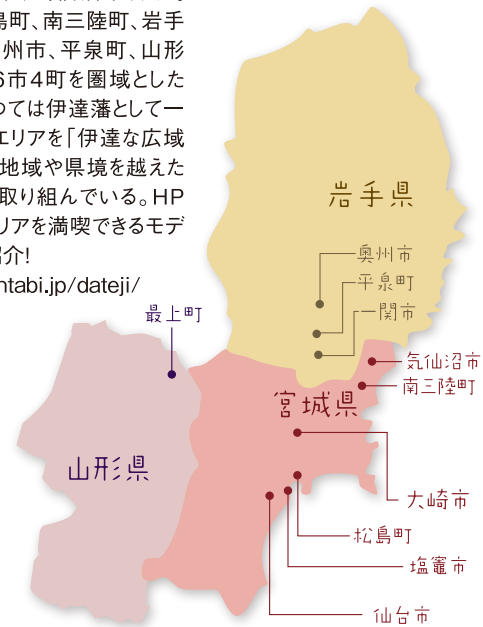 島町、南三陸町、岩手
州市、平泉町、山形
6市4町を圏域とした
つては伊達藩として一
エリアを「伊達な広域
地域や県境を越えた
取り組んでいる。HP
リアを満喫できるモデ
介!
ntabi.jp/dateji/
岩手県
奥州市
平泉町
一関市
最上町
気仙沼市
南三陸町
宮城県
山形県
大崎市
松島町
塩竈市
仙台市